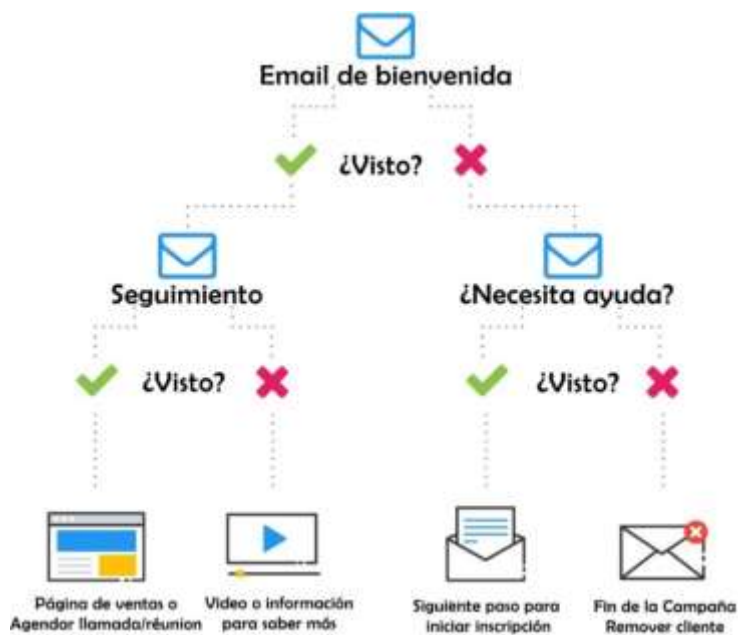 Email de bienvenida
¿Visto?
Seguimiento
¿Necesita ayuda?
¿Visto?
¿Visto?
Página de ventas o
Agendar llamada/réunion
Video o información
para saber más
Siguiente paso para
iniciar inscripción
Fin de la Campaña
Remover cliente